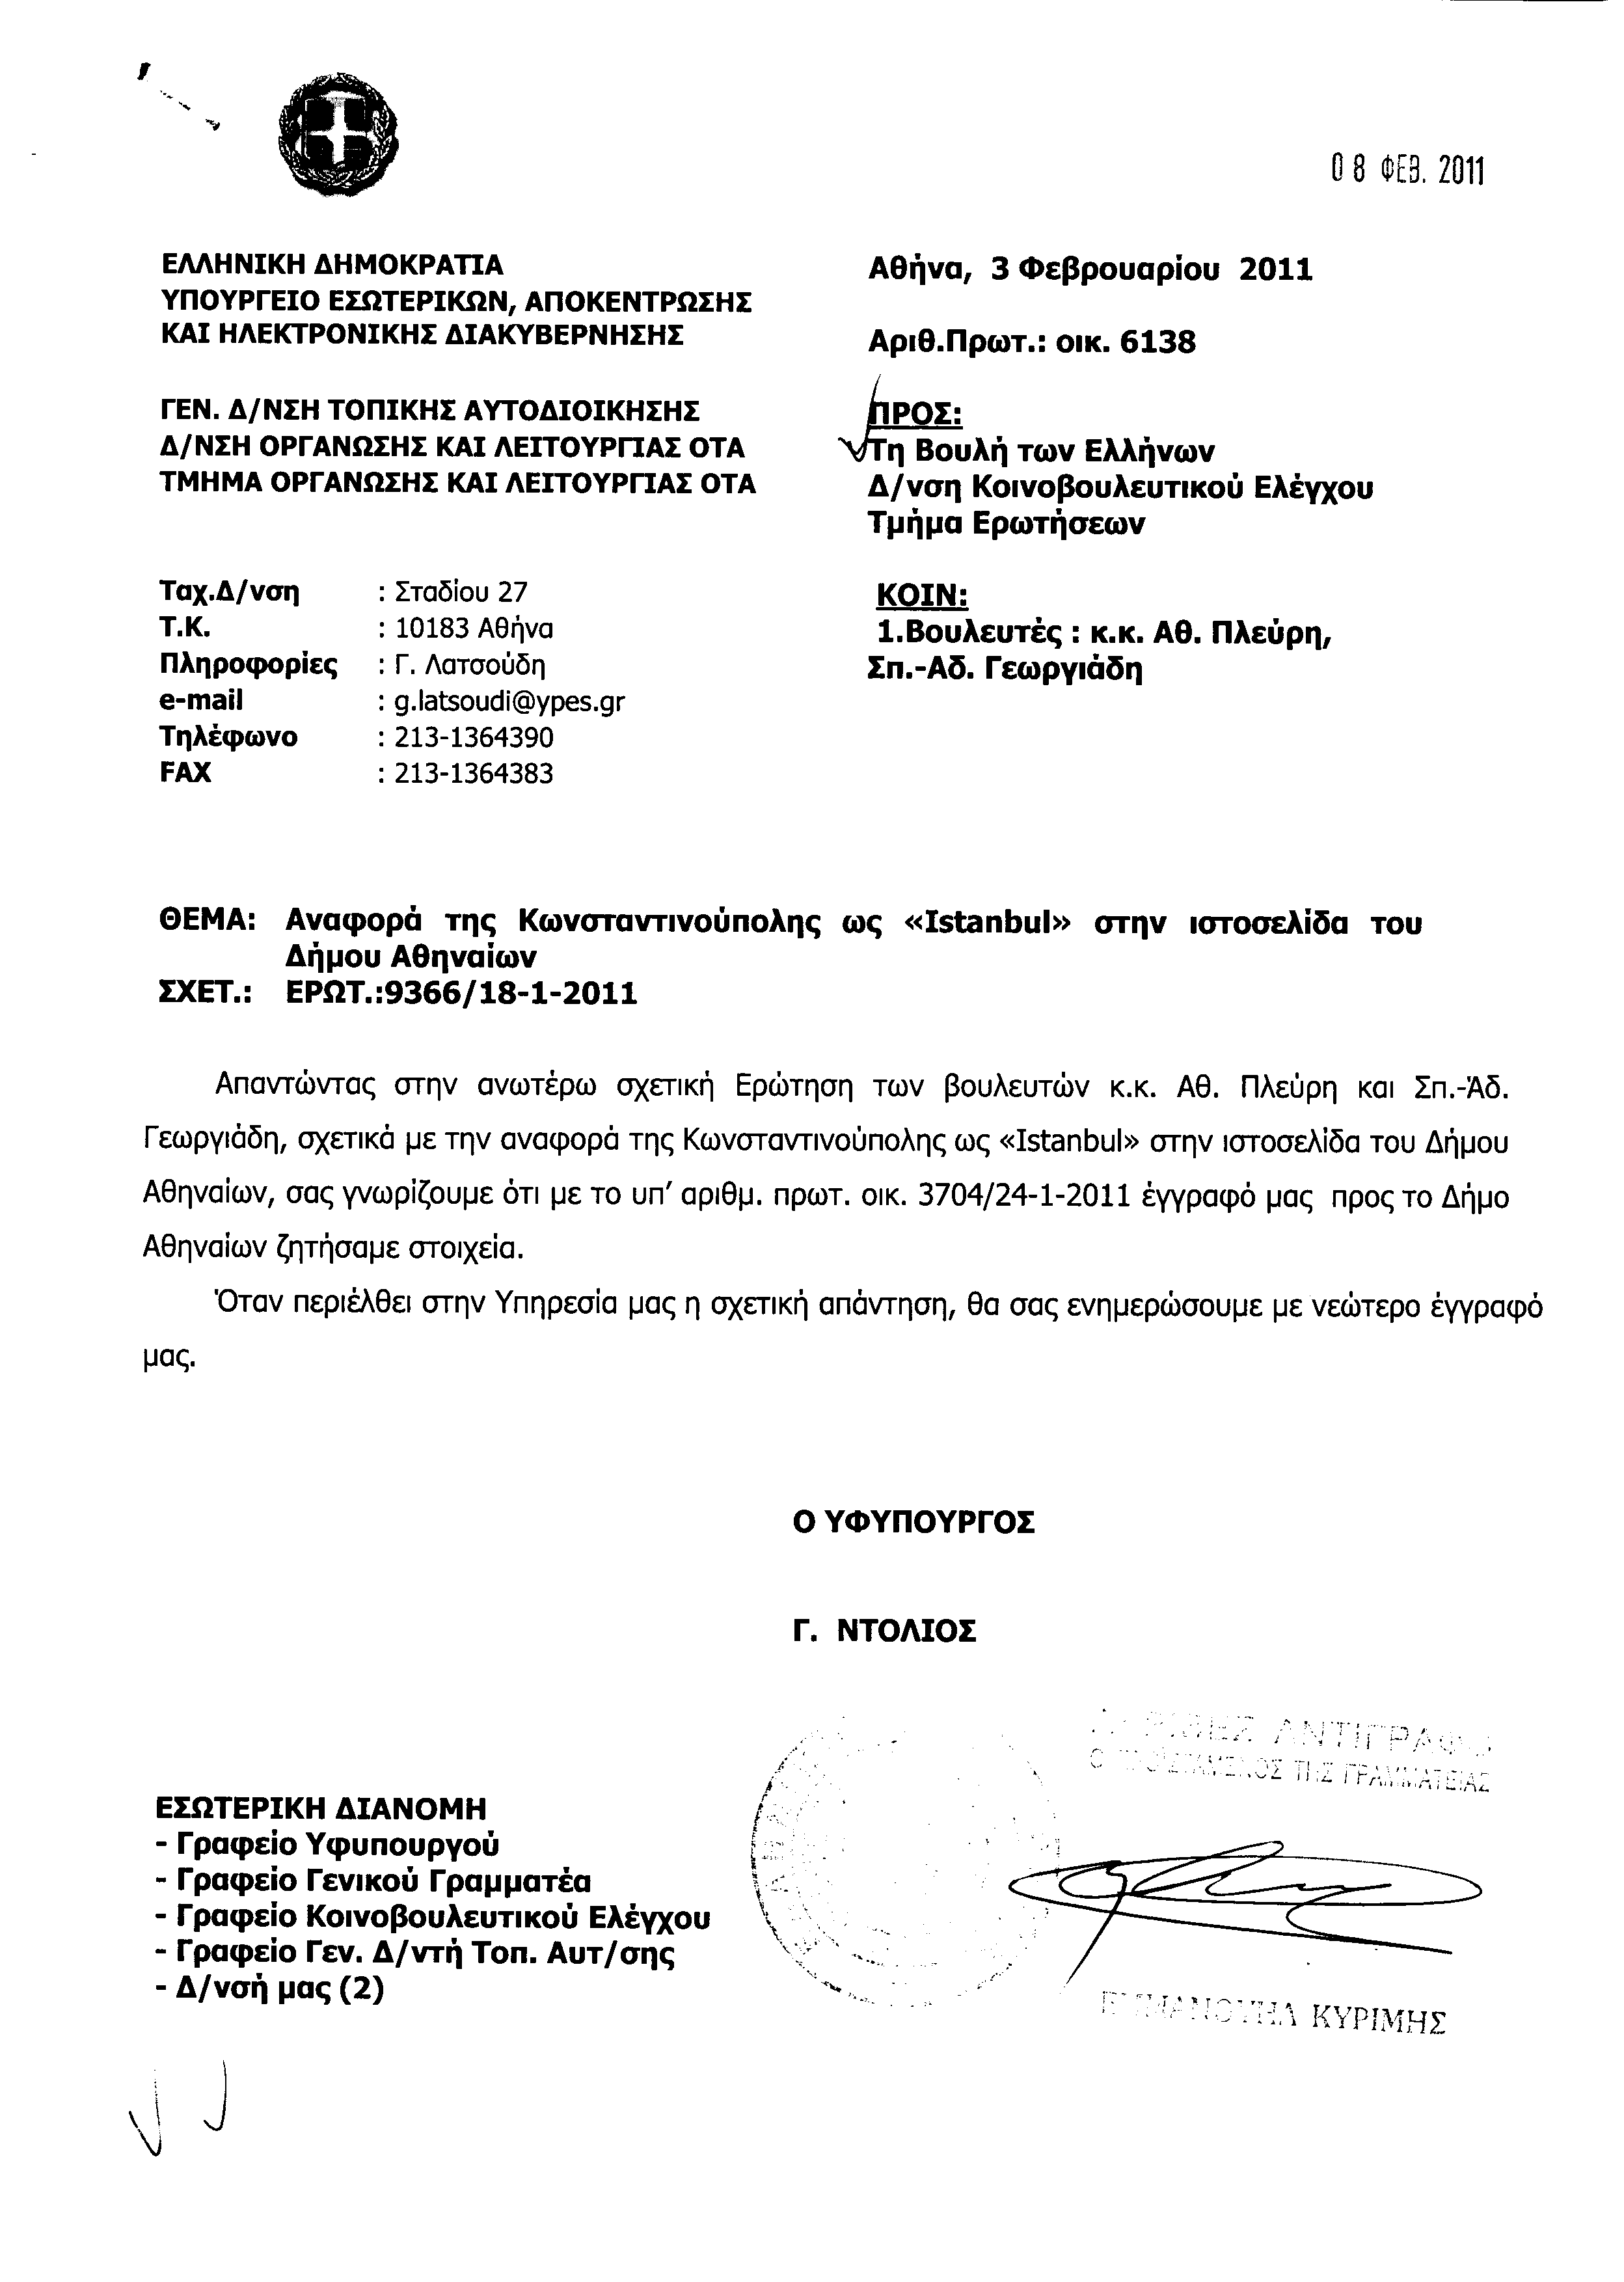 08 ΦΕΒ. 2011
ΕΛΛΗΝΙΚΗ ΔΗΜΟΚΡΑΤΙΑ
ΥΠΟΥΡΓΕΙΟ ΕΣΩΤΕΡΙΚΩΝ, ΑΠΟΚΕΝΤΡΩΣΗΣ
ΚΑΙ ΗΛΕΚΤΡΟΝΙΚΗΣ ΔΙΑΚΥΒΕΡΝΗΣΗΣ
ΓΕΝ. Δ/ΝΣΗ ΤΟΠΙΚΗΣ ΑΥΤΟΔΙΟΙΚΗΣΗΣ
Δ/ΝΣΗ ΟΡΓΑΝΩΣΗΣ ΚΑΙ ΛΕΙΤΟΥΡΓΙΑΣ ΟΤΑ
ΤΜΗΜΑ ΟΡΓΑΝΩΣΗΣ ΚΑΙ ΛΕΙΤΟΥΡΓΙΑΣ ΟΤΑ
Ταχ.Δ/νση : Σταδίου 27
Τ.Κ. : 10183 Αθήνα
Πληροφορίες : Γ. Λατσούδη
e-mail : g.latsoudi@ypes.gr
Τηλέφωνο : 213-1364390
FAX : 213-1364383
Αθήνα, 3 Φεβρουαρίου 2011
Αριθ.Πρωτ.: οικ. 6138
ΠΡΟΣ:
Τη Βουλή των Ελλήνων
Δ/νση Κοινοβουλευτικού Ελέγχου
Τμήμα Ερωτήσεων
ΚΟΙΝ:
1.Βουλευτές : κ.κ. Αθ. Πλεύρη,
Σπ.-Αδ. Γεωργιάδη
ΘΕΜΑ: Αναφορά της Κωνσταντινούπολης ως «Istanbul» στην ιστοσελίδα του
Δήμου Αθηναίων
ΣΧΕΤ.: ΕΡΩΤ.:9366/18-1-2011
Απαντώντας στην ανωτέρω σχετική Ερώτηση των βουλευτών κ.κ. Αθ. Πλεύρη και Σπ.-Άδ.
Γεωργιάδη, σχετικά με την αναφορά της Κωνσταντινούπολης ως «Istanbul» στην ιστοσελίδα του Δήμου
Αθηναίων, σας γνωρίζουμε ότι με το υπ' αριθμ. πρωτ. οικ. 3704/24-1-2011 έγγραφό μας προς το Δήμο
Αθηναίων ζητήσαμε στοιχεία.
Όταν περιέλθει στην Υπηρεσία μας η σχετική απάντηση, θα σας ενημερώσουμε με νεώτερο έγγραφό
μας.
Ο ΥΦΥΠΟΥΡΓΟΣ
Γ. ΝΤΟΛΙΟΣ
ΕΣΩΤΕΡΙΚΗ ΔΙΑΝΟΜΗ
- Γραφείο Υφυπουργού
- Γραφείο Γενικού Γραμματέα
- Γραφείο Κοινοβουλευτικού Ελέγχου
- Γραφείο Γεν. Δ/ντή Τοπ. Αυτ/σης
- Δ/νσή μας (2)
ΑΚΡΙΒΕΣ ΑΝΤΙΓΡΑΦΟ
Ο ΠΡΟΪΣΤΑΜΕΝΟΣ ΤΗΣ ΓΡΑΜΜΑΤΕΙΑΣ
ΕΜΜΑΝΟΥΗΛ ΚΥΡΙΜΗΣ